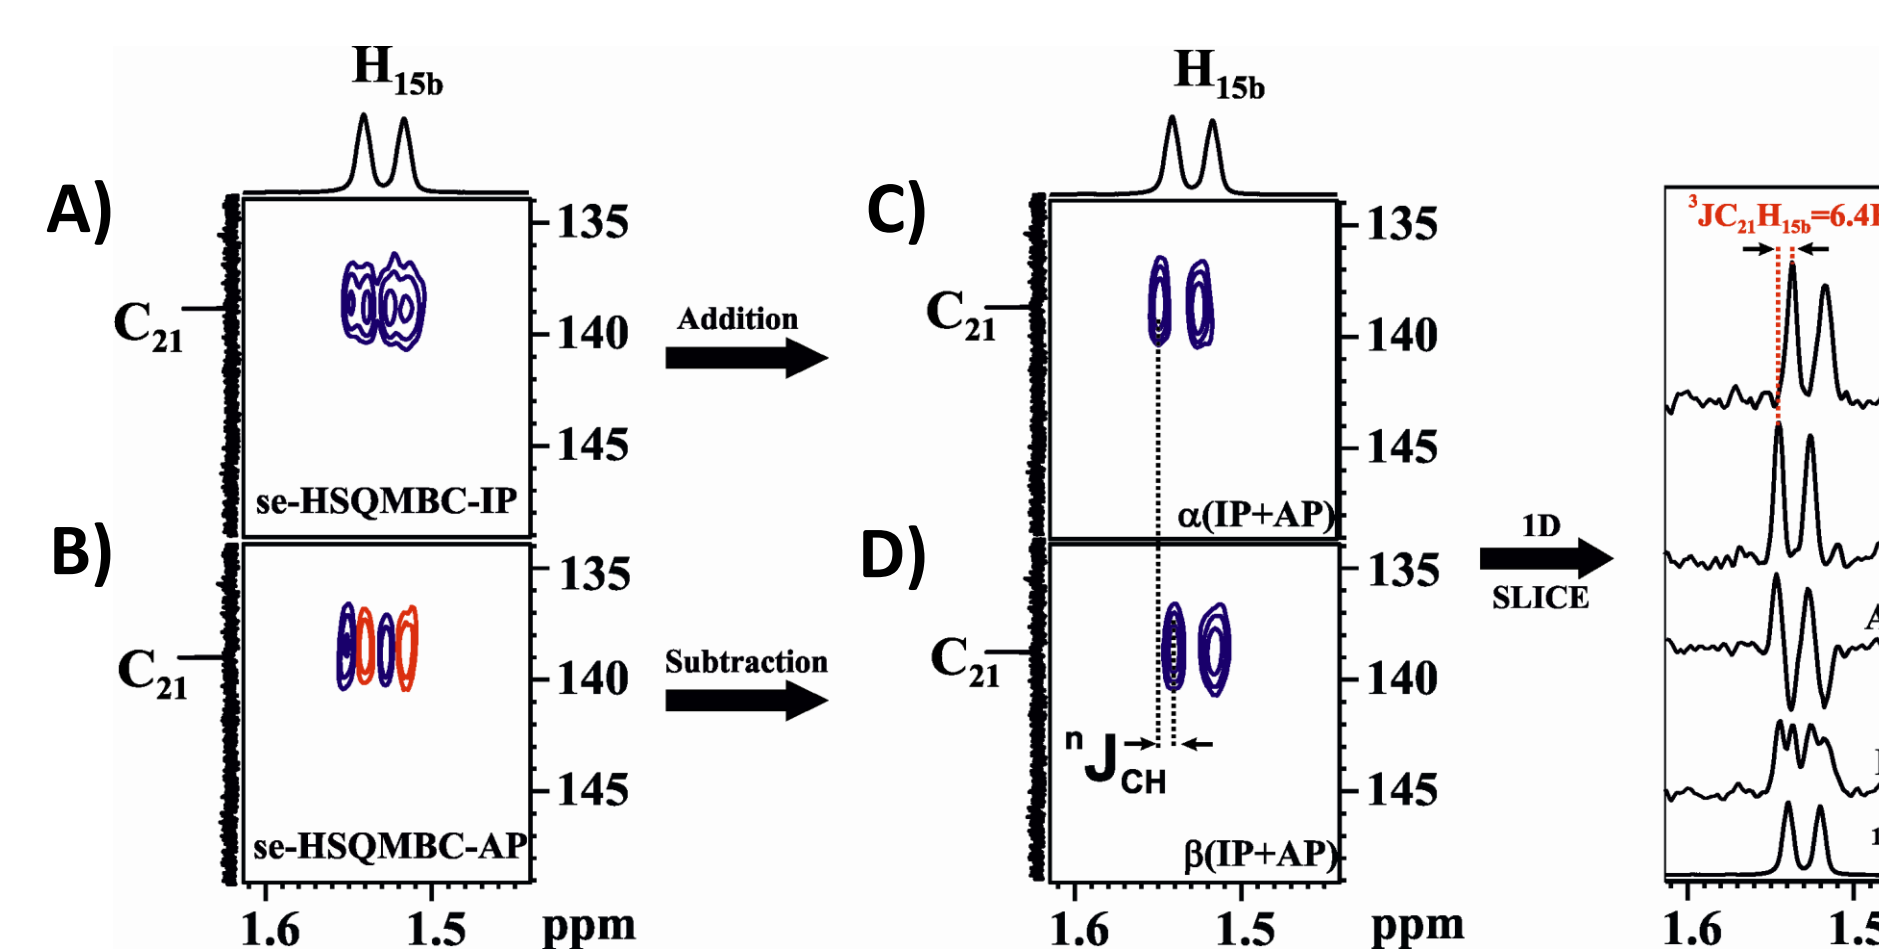 H15b
A)
135
C21
140
145
se-HSQMBC-IP
B)
135
C21
140
145
se-HSQMBC-AP
1.6 1.5 ppm
Addition
Subtraction
H15b
C)
135
C21
140
145
α(IP+AP)
D)
135
C21
140
nJCH
145
β(IP+AP)
1.6 1.5 ppm
1D
SLICE
3JC21H15b=6.4
1.6 1.5